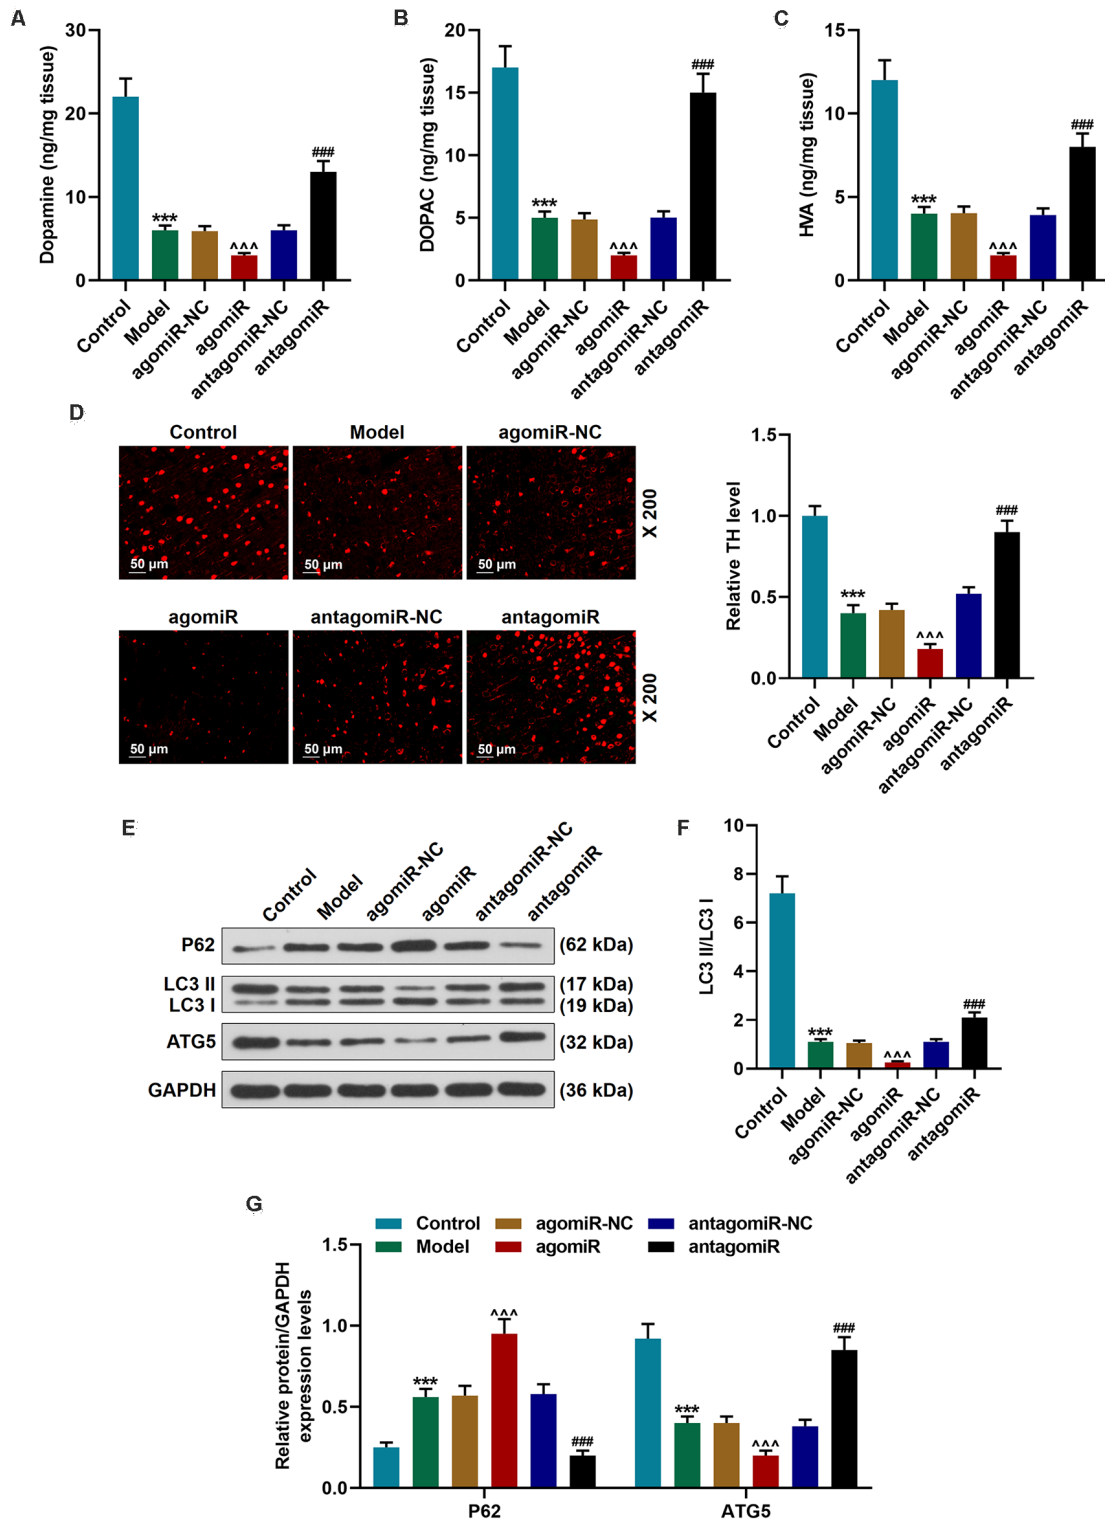 A
Dopamine (ng/mg tissue)
30
20
10
0
***
^^^
###
Control
Model
agomiR-NC
agomiR
antagomiR-NC
antagomiR
B
DOPAC (ng/mg tissue)
20
15
10
5
0
***
^^^
###
Control
Model
agomiR-NC
agomiR
antagomiR-NC
antagomiR
C
HVA (ng/mg tissue)
15
10
5
0
***
^^^
###
Control
Model
agomiR-NC
agomiR
antagomiR-NC
antagomiR
D
Control
Model
agomiR-NC
50 μm
50 μm
50 μm
X 200
agomiR
antagomiR-NC
antagomiR
50 μm
50 μm
50 μm
X 200
Relative TH level
1.5
1.0
0.5
0.0
***
^^^
###
Control
Model
agomiR-NC
agomiR
antagomiR-NC
antagomiR
E
Control
Model
agomiR-NC
agomiR
antagomiR-NC
antagomiR
P62 (62 kDa)
LC3 II (17 kDa)
LC3 I (19 kDa)
ATG5 (32 kDa)
GAPDH (36 kDa)
F
LC3 II/LC3 I
10
8
6
4
2
0
***
^^^
###
Control
Model
agomiR-NC
agomiR
antagomiR-NC
antagomiR
G
Control
agomiR-NC
antagomiR-NC
Model
agomiR
antagomiR
Relative protein/GAPDH
expression levels
1.5
1.0
0.5
0.0
***
^^^
###
***
^^^
###
P62
ATG5